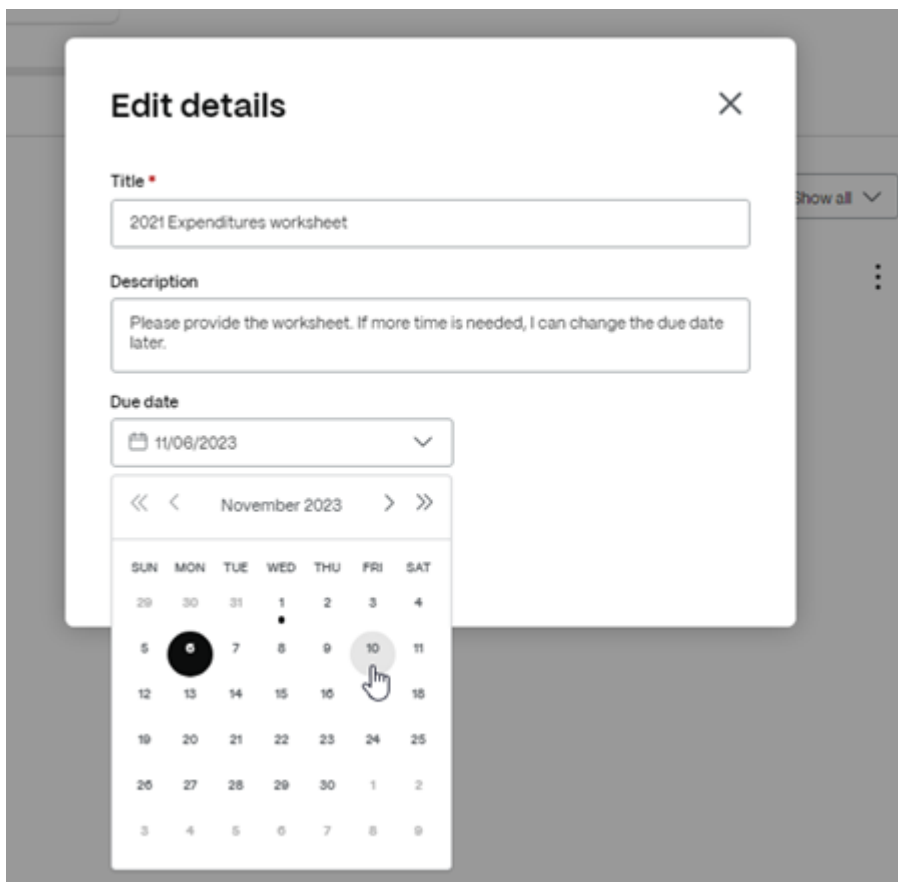 Edit details
Title *
Show all
2021 Expenditures worksheet
Description
Please provide the worksheet. If more time is needed, I can change the due date
later.
Due date
11/06/2023
November 2023
SUN MON TUE WED THU FRI SAT
29 30 31 1 2 3 4
5 6 7 8 9 10 11
12 13 14 15 16 18
19 20 21 22 23 24 25
26 27 28 29 30 1 2
3 4 5 6 7 8 9